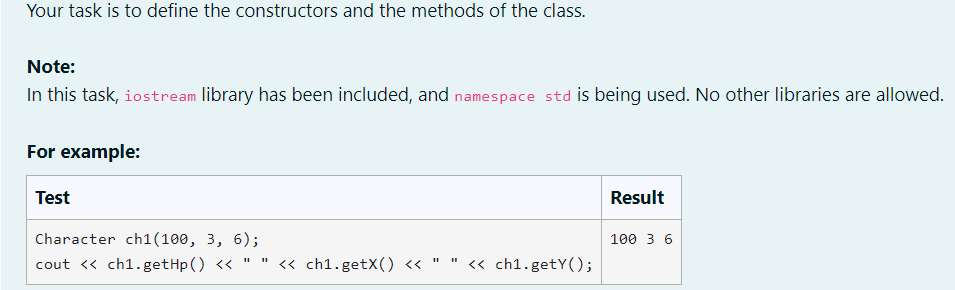 Your task is to define the constructors and the methods of the class.
Note:
In this task, iostream library has been included, and namespace std is being used. No other libraries are allowed.
For example:
Test Result
Character ch1(100, 3, 6); 100 3 6
cout << ch1.getHp() << " " << ch1.getX() << " " << ch1.getY();